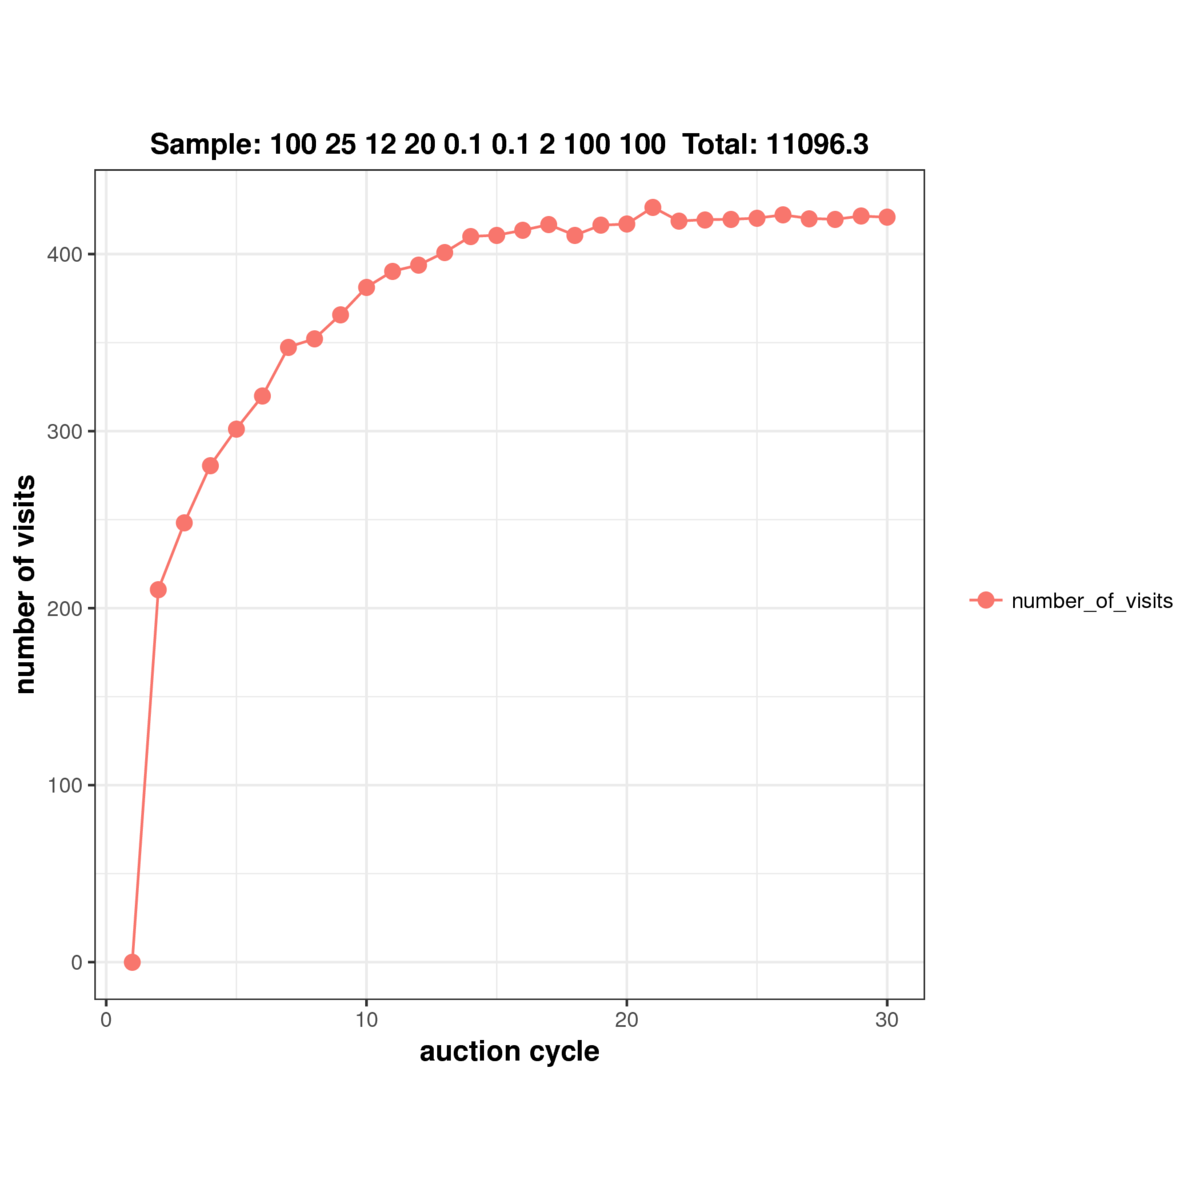 Sample: 100 25 12 20 0.1 0.1 2 100 100  Total: 11096.3
number of visits
400
300
200
100
0
0 10 20 30
auction cycle
number_of_visits